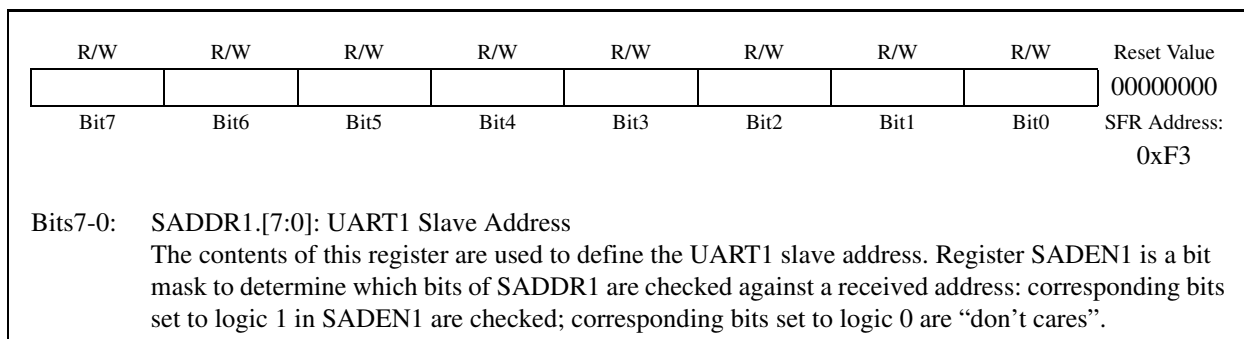 R/W R/W R/W R/W R/W R/W R/W R/W Reset Value
00000000
Bit7 Bit6 Bit5 Bit4 Bit3 Bit2 Bit1 Bit0 SFR Address:
0xF3
Bits7-0: SADDR1.[7:0]: UART1 Slave Address
The contents of this register are used to define the UART1 slave address. Register SADEN1 is a bit
mask to determine which bits of SADDR1 are checked against a received address: corresponding bits
set to logic 1 in SADEN1 are checked; corresponding bits set to logic 0 are “don’t cares”.